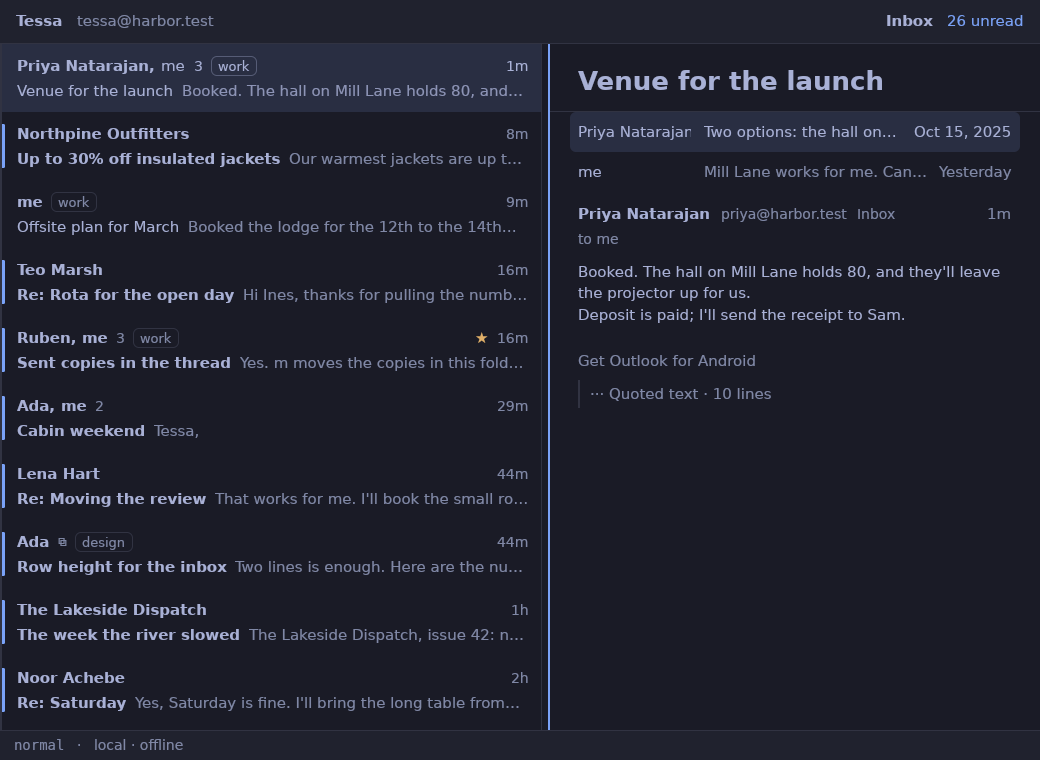 Tessa tessa@harbor.test
Inbox 26 unread
Priya Natarajan, me 3 work 1m
Venue for the launch Booked. The hall on Mill Lane holds 80, and…
Northpine Outfitters 8m
Up to 30% off insulated jackets Our warmest jackets are up t…
me work 9m
Offsite plan for March Booked the lodge for the 12th to the 14th…
Teo Marsh 16m
Re: Rota for the open day Hi Ines, thanks for pulling the numb…
Ruben, me 3 work ★ 16m
Sent copies in the thread Yes. m moves the copies in this fold…
Ada, me 2 29m
Cabin weekend Tessa,
Lena Hart 44m
Re: Moving the review That works for me. I'll book the small ro…
Ada design 44m
Row height for the inbox Two lines is enough. Here are the nu…
The Lakeside Dispatch 1h
The week the river slowed The Lakeside Dispatch, issue 42: n…
Noor Achebe 2h
Re: Saturday Yes, Saturday is fine. I'll bring the long table from…
Venue for the launch
Priya Natarajan Two options: the hall on… Oct 15, 2025
me Mill Lane works for me. Can… Yesterday
Priya Natarajan priya@harbor.test Inbox 1m
to me
Booked. The hall on Mill Lane holds 80, and they'll leave
the projector up for us.
Deposit is paid; I'll send the receipt to Sam.
Get Outlook for Android
··· Quoted text · 10 lines
normal · local · offline